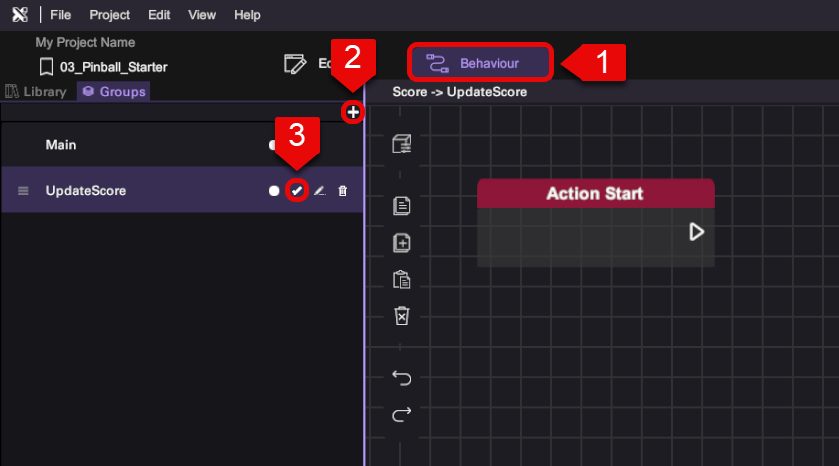 File Project Edit View Help
My Project Name
03_Pinball_Starter
2
Behaviour
1
Library Groups
Score -> UpdateScore
Main
3
UpdateScore
Action Start